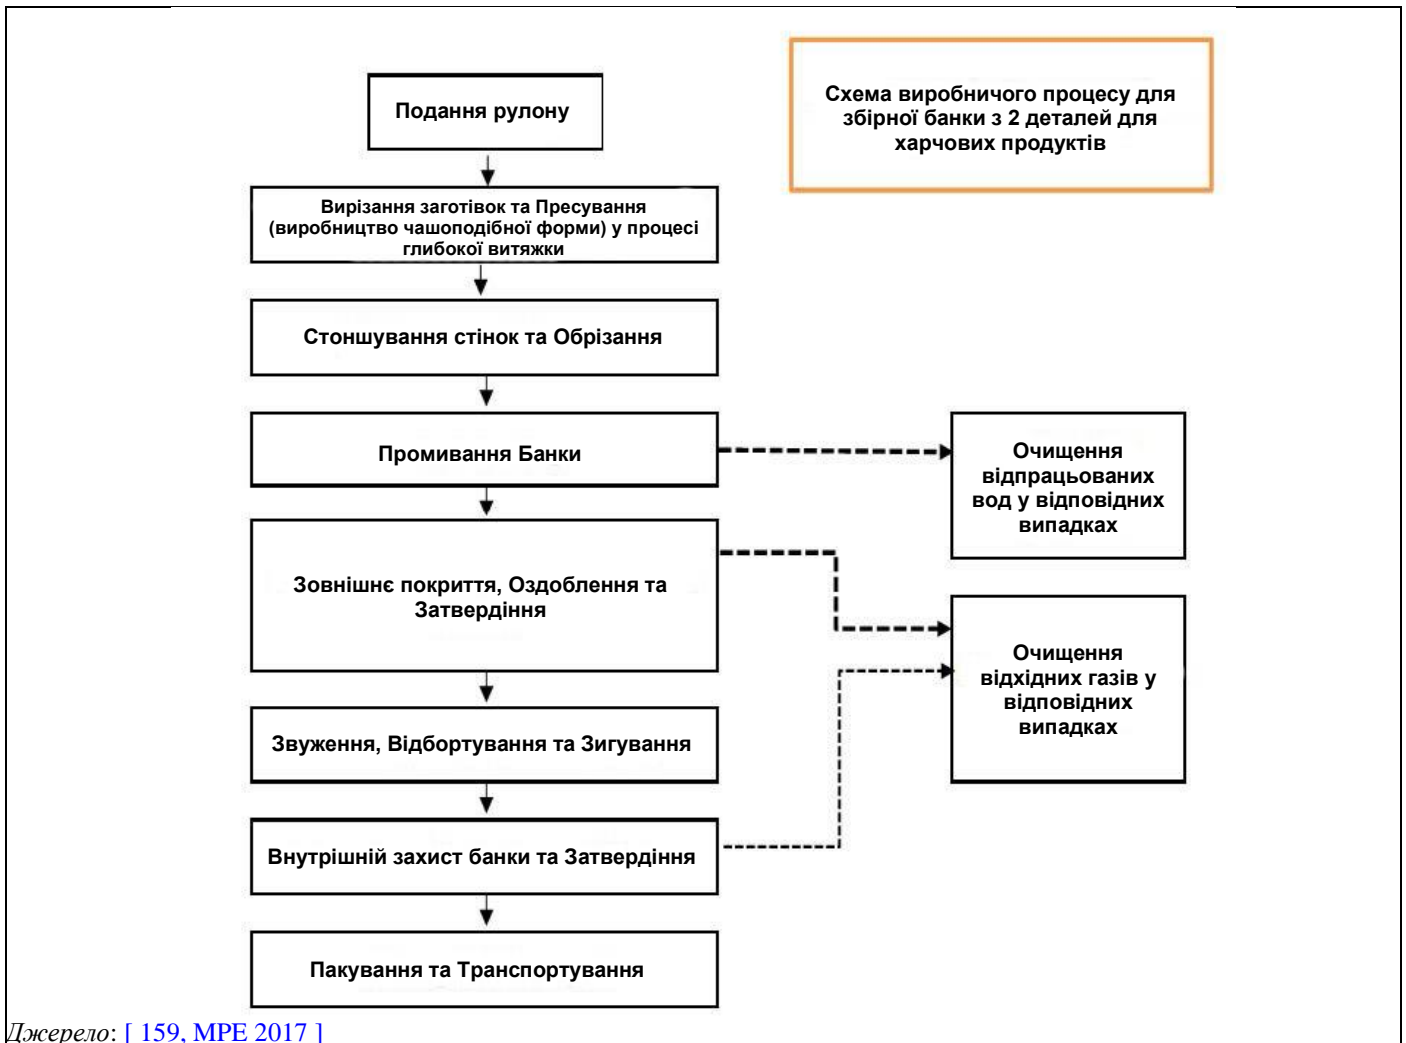 Подання рулону
Схема виробничого процесу для
збірної банки з 2 деталей для
харчових продуктів
Вирізання заготівок та Пресування
(виробництво чашоподібної форми) у процесі
глибокої витяжки
Стоншування стінок та Обрізання
Промивання Банки
Очищення
відпрацьованих
вод у відповідних
випадках
Зовнішнє покриття, Оздоблення та
Затвердіння
Очищення
відхідних газів у
відповідних
випадках
Звуження, Відбортування та Зигування
Внутрішній захист банки та Затвердіння
Пакування та Транспортування
Джерело: [ 159, MPE 2017 ]